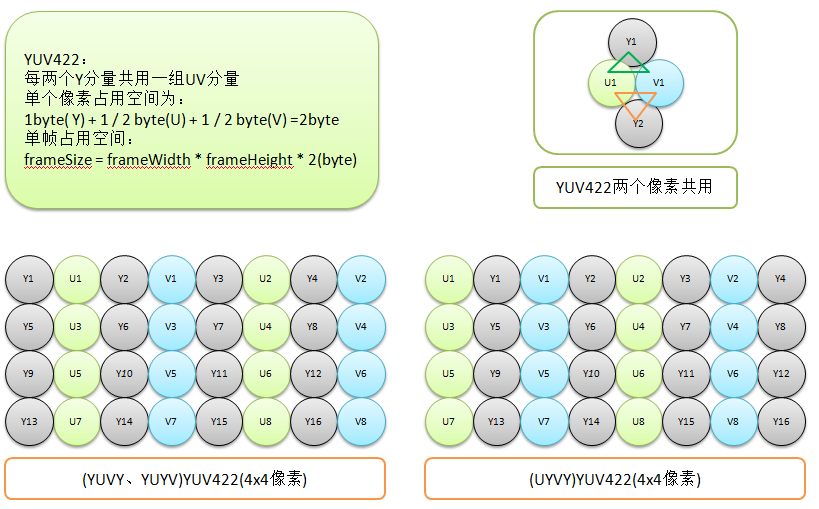 YUV422：
每两个Y分量共用一组UV分量
单个像素占用空间为：
1byte( Y) + 1 / 2 byte(U) + 1 / 2 byte(V) =2byte
单帧占用空间：
frameSize = frameWidth * frameHeight * 2(byte)
Y1
U1 V1
Y2
YUV422两个像素共用
Y1 U1 Y2 V1 Y3 U2 Y4 V2
Y5 U3 Y6 V3 Y7 U4 Y8 V4
Y9 U5 Y10 V5 Y11 U6 Y12 V6
Y13 U7 Y14 V7 Y15 U8 Y16 V8
(YUVY、YUYV)YUV422(4x4像素)
U1 Y1 V1 Y2 U2 Y3 V2 Y4
U3 Y5 V3 Y6 U4 Y7 V4 Y8
U5 Y9 V5 Y10 U6 Y11 V6 Y12
U7 Y13 V7 Y14 U8 Y15 V8 Y16
(UYVY)YUV422(4x4像素)